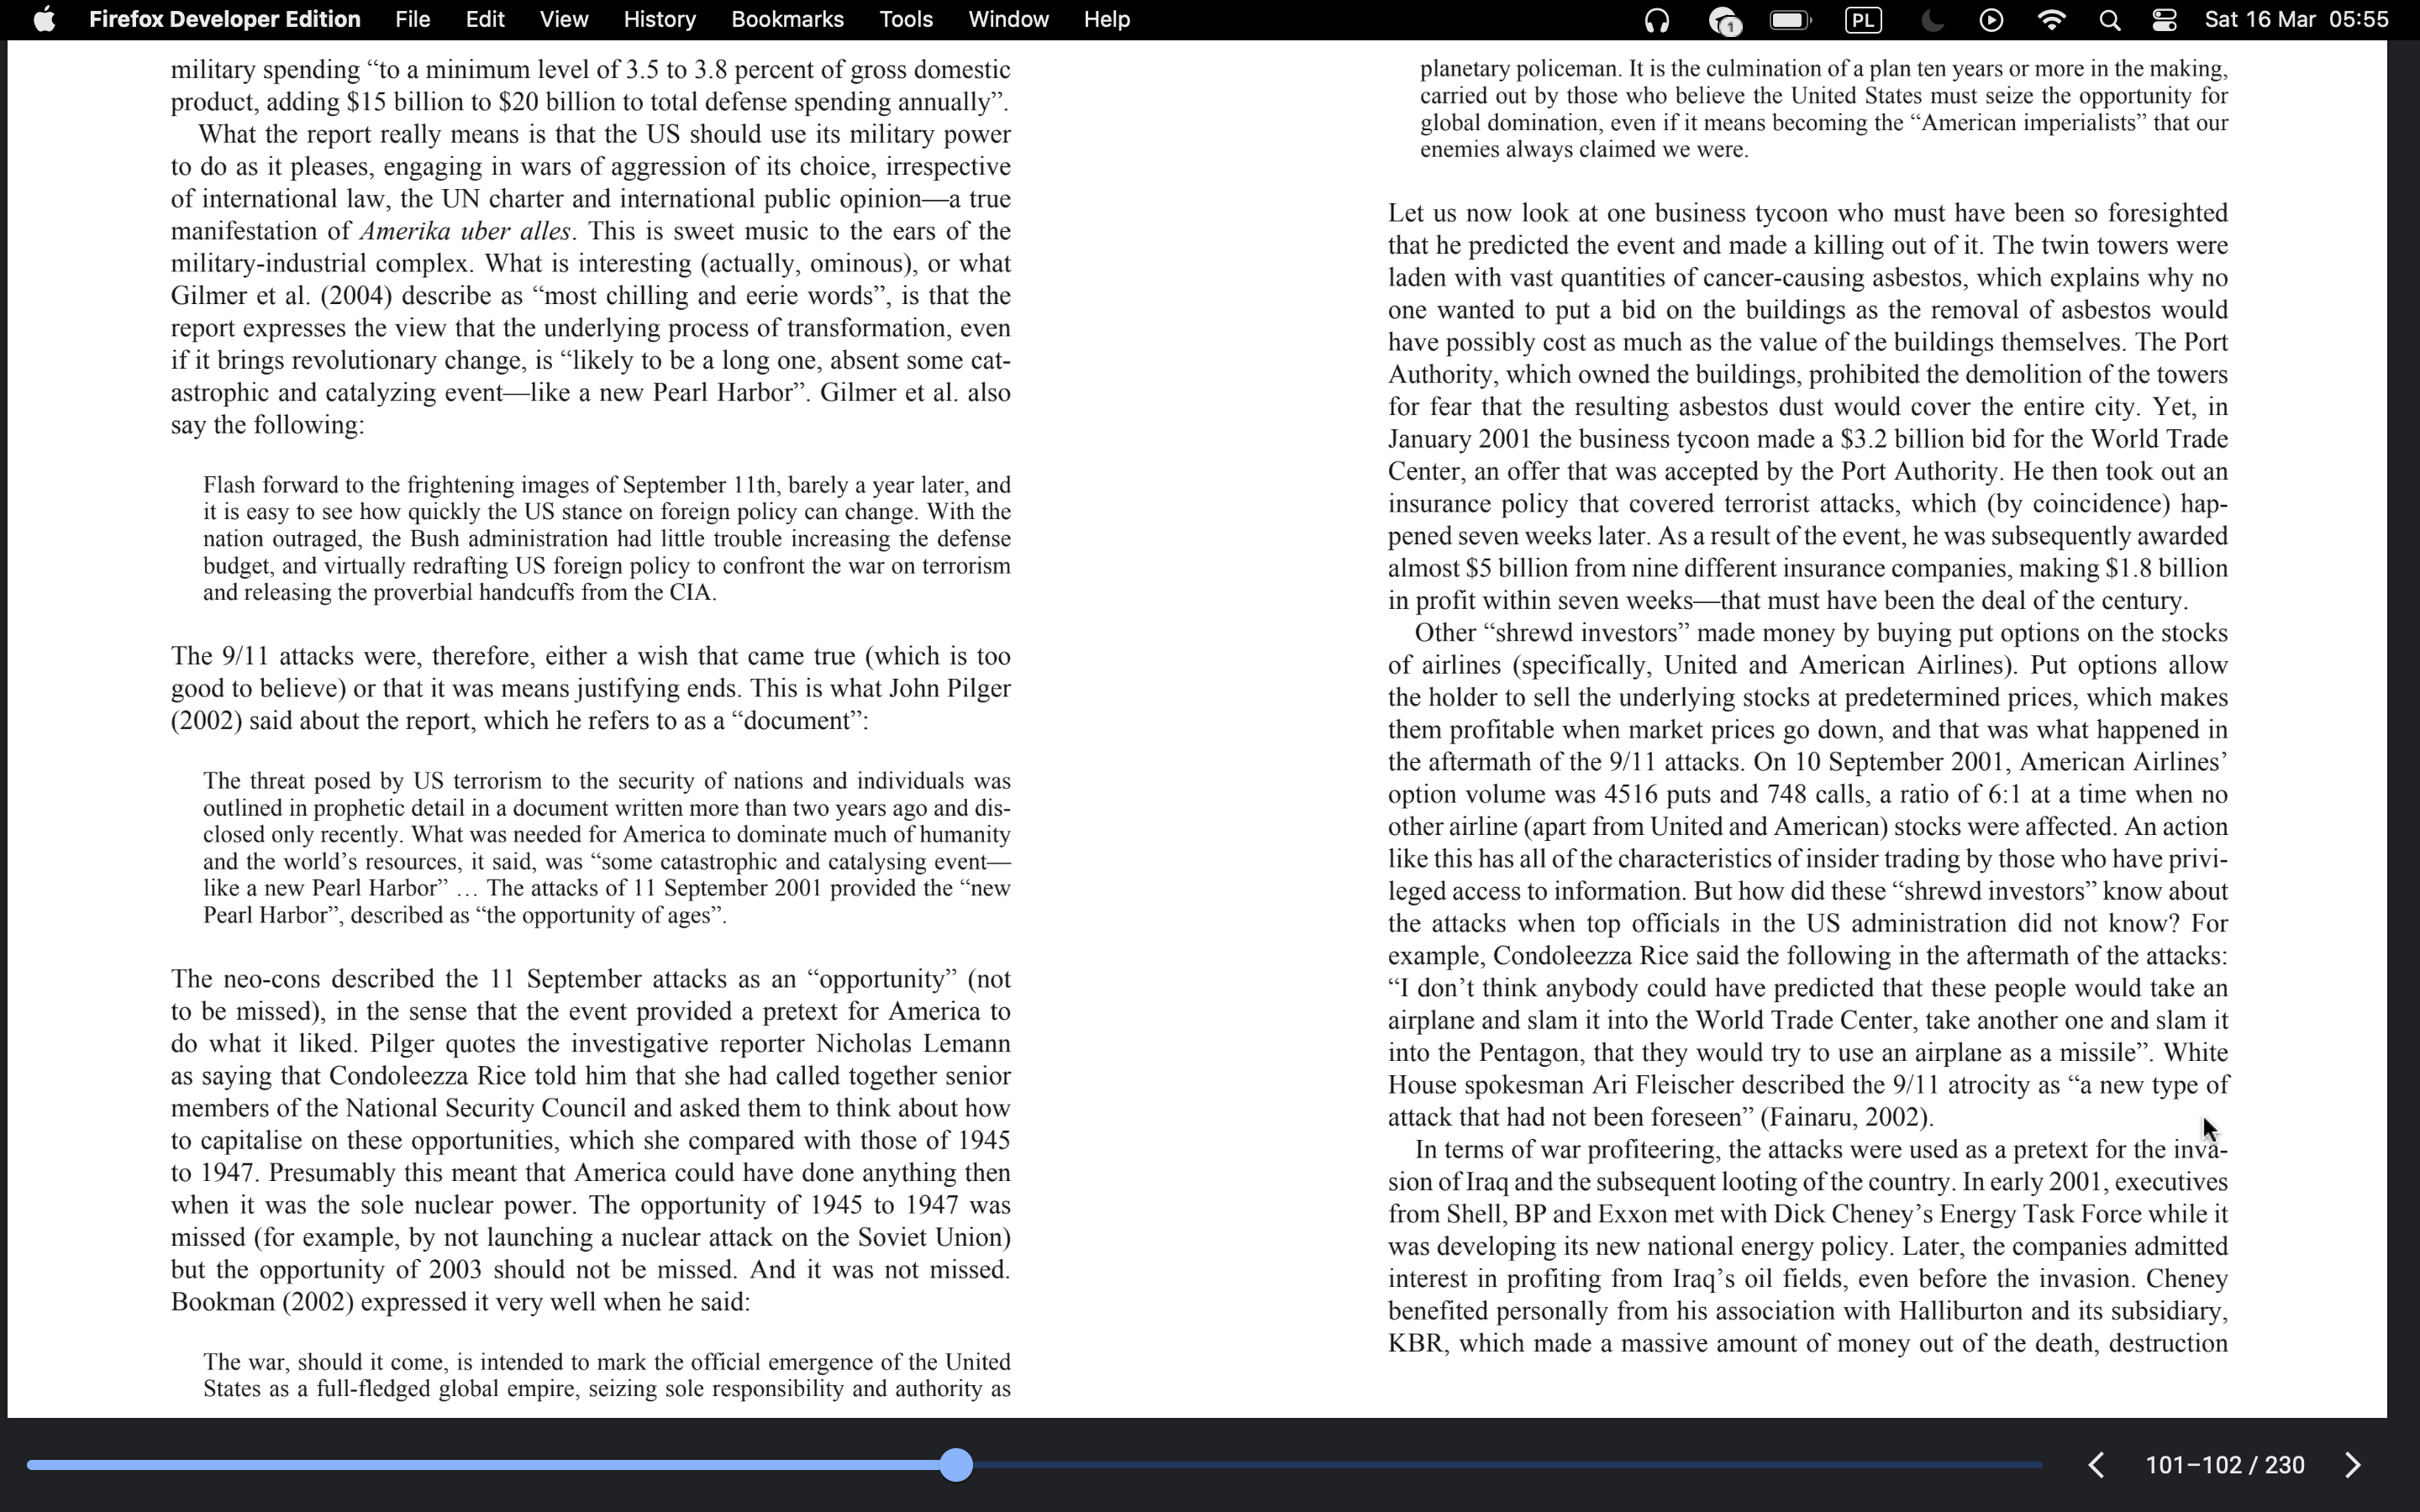 Firefox Developer Edition File Edit View History Bookmarks Tools Window Help 1 PL Sat 16 Mar 05:55
military spending “to a minimum level of 3.5 to 3.8 percent of gross domestic
product, adding $15 billion to $20 billion to total defense spending annually”.
What the report really means is that the US should use its military power
to do as it pleases, engaging in wars of aggression of its choice, irrespective
of international law, the UN charter and international public opinion—a true
manifestation of Amerika uber alles. This is sweet music to the ears of the
military-industrial complex. What is interesting (actually, ominous), or what
Gilmer et al. (2004) describe as “most chilling and eerie words”, is that the
report expresses the view that the underlying process of transformation, even
if it brings revolutionary change, is “likely to be a long one, absent some cat-
astrophic and catalyzing event—like a new Pearl Harbor”. Gilmer et al. also
say the following:
Flash forward to the frightening images of September 11th, barely a year later, and
it is easy to see how quickly the US stance on foreign policy can change. With the
nation outraged, the Bush administration had little trouble increasing the defense
budget, and virtually redrafting US foreign policy to confront the war on terrorism
and releasing the proverbial handcuffs from the CIA.
The 9/11 attacks were, therefore, either a wish that came true (which is too
good to believe) or that it was means justifying ends. This is what John Pilger
(2002) said about the report, which he refers to as a “document”:
The threat posed by US terrorism to the security of nations and individuals was
outlined in prophetic detail in a document written more than two years ago and dis-
closed only recently. What was needed for America to dominate much of humanity
and the world’s resources, it said, was “some catastrophic and catalysing event—
like a new Pearl Harbor” … The attacks of 11 September 2001 provided the “new
Pearl Harbor”, described as “the opportunity of ages”.
The neo-cons described the 11 September attacks as an “opportunity” (not
to be missed), in the sense that the event provided a pretext for America to
do what it liked. Pilger quotes the investigative reporter Nicholas Lemann
as saying that Condoleezza Rice told him that she had called together senior
members of the National Security Council and asked them to think about how
to capitalise on these opportunities, which she compared with those of 1945
to 1947. Presumably this meant that America could have done anything then
when it was the sole nuclear power. The opportunity of 1945 to 1947 was
missed (for example, by not launching a nuclear attack on the Soviet Union)
but the opportunity of 2003 should not be missed. And it was not missed.
Bookman (2002) expressed it very well when he said:
The war, should it come, is intended to mark the official emergence of the United
States as a full-fledged global empire, seizing sole responsibility and authority as
planetary policeman. It is the culmination of a plan ten years or more in the making,
carried out by those who believe the United States must seize the opportunity for
global domination, even if it means becoming the “American imperialists” that our
enemies always claimed we were.
Let us now look at one business tycoon who must have been so foresighted
that he predicted the event and made a killing out of it. The twin towers were
laden with vast quantities of cancer-causing asbestos, which explains why no
one wanted to put a bid on the buildings as the removal of asbestos would
have possibly cost as much as the value of the buildings themselves. The Port
Authority, which owned the buildings, prohibited the demolition of the towers
for fear that the resulting asbestos dust would cover the entire city. Yet, in
January 2001 the business tycoon made a $3.2 billion bid for the World Trade
Center, an offer that was accepted by the Port Authority. He then took out an
insurance policy that covered terrorist attacks, which (by coincidence) hap-
pened seven weeks later. As a result of the event, he was subsequently awarded
almost $5 billion from nine different insurance companies, making $1.8 billion
in profit within seven weeks—that must have been the deal of the century.
Other “shrewd investors” made money by buying put options on the stocks
of airlines (specifically, United and American Airlines). Put options allow
the holder to sell the underlying stocks at predetermined prices, which makes
them profitable when market prices go down, and that was what happened in
the aftermath of the 9/11 attacks. On 10 September 2001, American Airlines’
option volume was 4516 puts and 748 calls, a ratio of 6:1 at a time when no
other airline (apart from United and American) stocks were affected. An action
like this has all of the characteristics of insider trading by those who have privi-
leged access to information. But how did these “shrewd investors” know about
the attacks when top officials in the US administration did not know? For
example, Condoleezza Rice said the following in the aftermath of the attacks:
“I don’t think anybody could have predicted that these people would take an
airplane and slam it into the World Trade Center, take another one and slam it
into the Pentagon, that they would try to use an airplane as a missile”. White
House spokesman Ari Fleischer described the 9/11 atrocity as “a new type of
attack that had not been foreseen” (Fainaru, 2002).
In terms of war profiteering, the attacks were used as a pretext for the inva-
sion of Iraq and the subsequent looting of the country. In early 2001, executives
from Shell, BP and Exxon met with Dick Cheney’s Energy Task Force while it
was developing its new national energy policy. Later, the companies admitted
interest in profiting from Iraq’s oil fields, even before the invasion. Cheney
benefited personally from his association with Halliburton and its subsidiary,
KBR, which made a massive amount of money out of the death, destruction
101–102 / 230